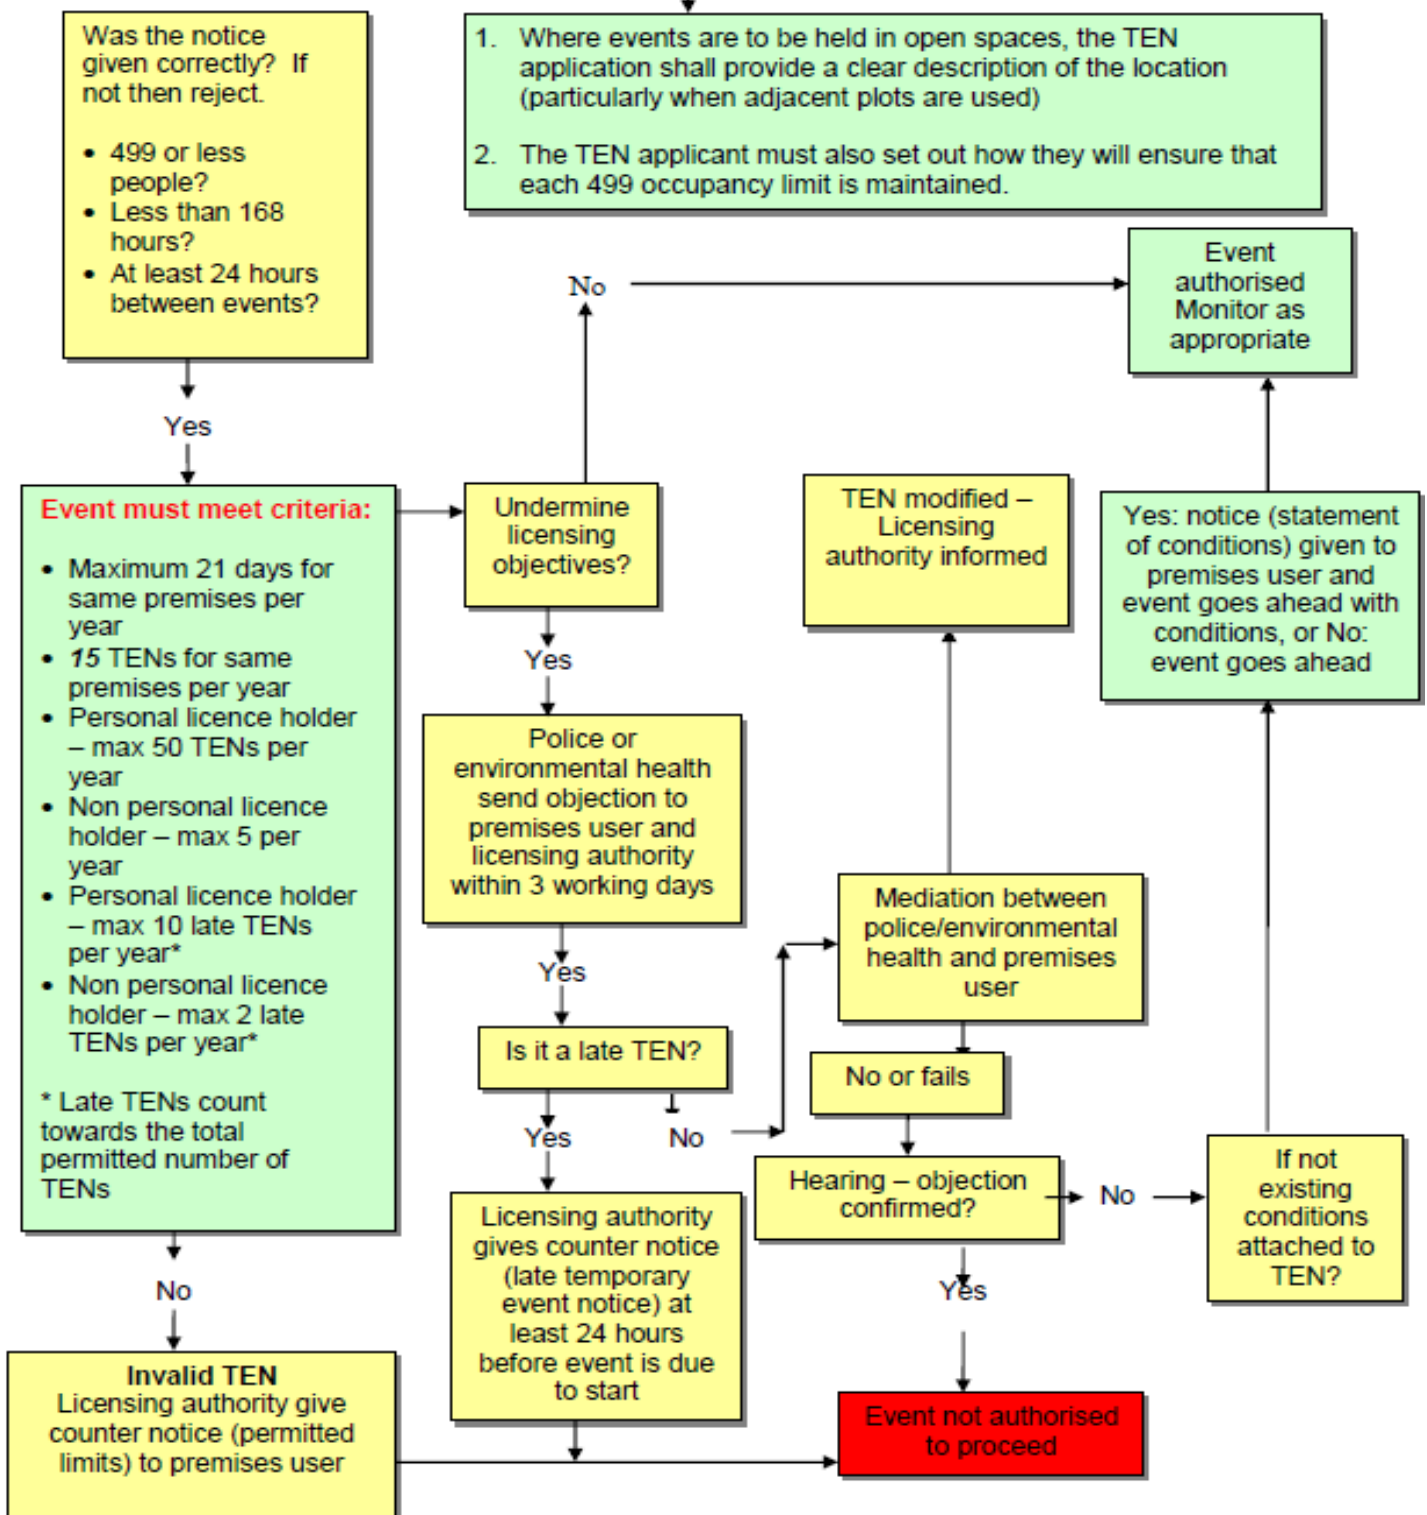 Was the notice
given correctly? If
not then reject.
• 499 or less
people?
• Less than 168
hours?
• At least 24 hours
between events?
1. Where events are to be held in open spaces, the TEN
application shall provide a clear description of the location
(particularly when adjacent plots are used)
2. The TEN applicant must also set out how they will ensure that
each 499 occupancy limit is maintained.
Event
authorised
Monitor as
appropriate
No
Yes
Event must meet criteria:
• Maximum 21 days for
same premises per
year
• 15 TENs for same
premises per year
• Personal licence holder
– max 50 TENs per
year
• Non personal licence
holder – max 5 per
year
• Personal licence holder
– max 10 late TENs
per year*
• Non personal licence
holder – max 2 late
TENs per year*
* Late TENs count
towards the total
permitted number of
TENs
Undermine
licensing
objectives?
TEN modified –
Licensing
authority informed
Yes: notice (statement
of conditions) given to
premises user and
event goes ahead with
conditions, or No:
event goes ahead
Yes
Police or
environmental health
send objection to
premises user and
licensing authority
within 3 working days
Mediation between
police/environmental
health and premises
user
Yes
Is it a late TEN?
No or fails
Yes
No
Hearing – objection
confirmed?
No
If not
existing
conditions
attached to
TEN?
Licensing authority
gives counter notice
(late temporary
event notice) at
least 24 hours
before event is due
to start
Yes
No
Invalid TEN
Licensing authority give
counter notice (permitted
limits) to premises user
Event not authorised
to proceed